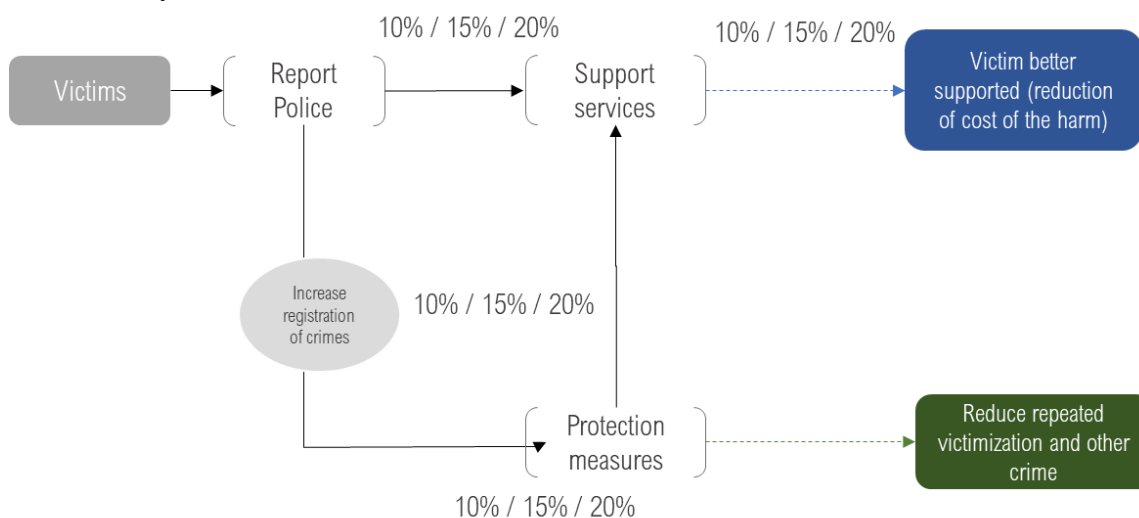 10% / 15% / 20%
10% / 15% / 20%
Victims
Report
Police
Support
services
Victim better
supported (reduction
of cost of the harm)
Increase
registration
of crimes
10% / 15% / 20%
Protection
measures
Reduce repeated
victimization and other
crime
10% / 15% / 20%